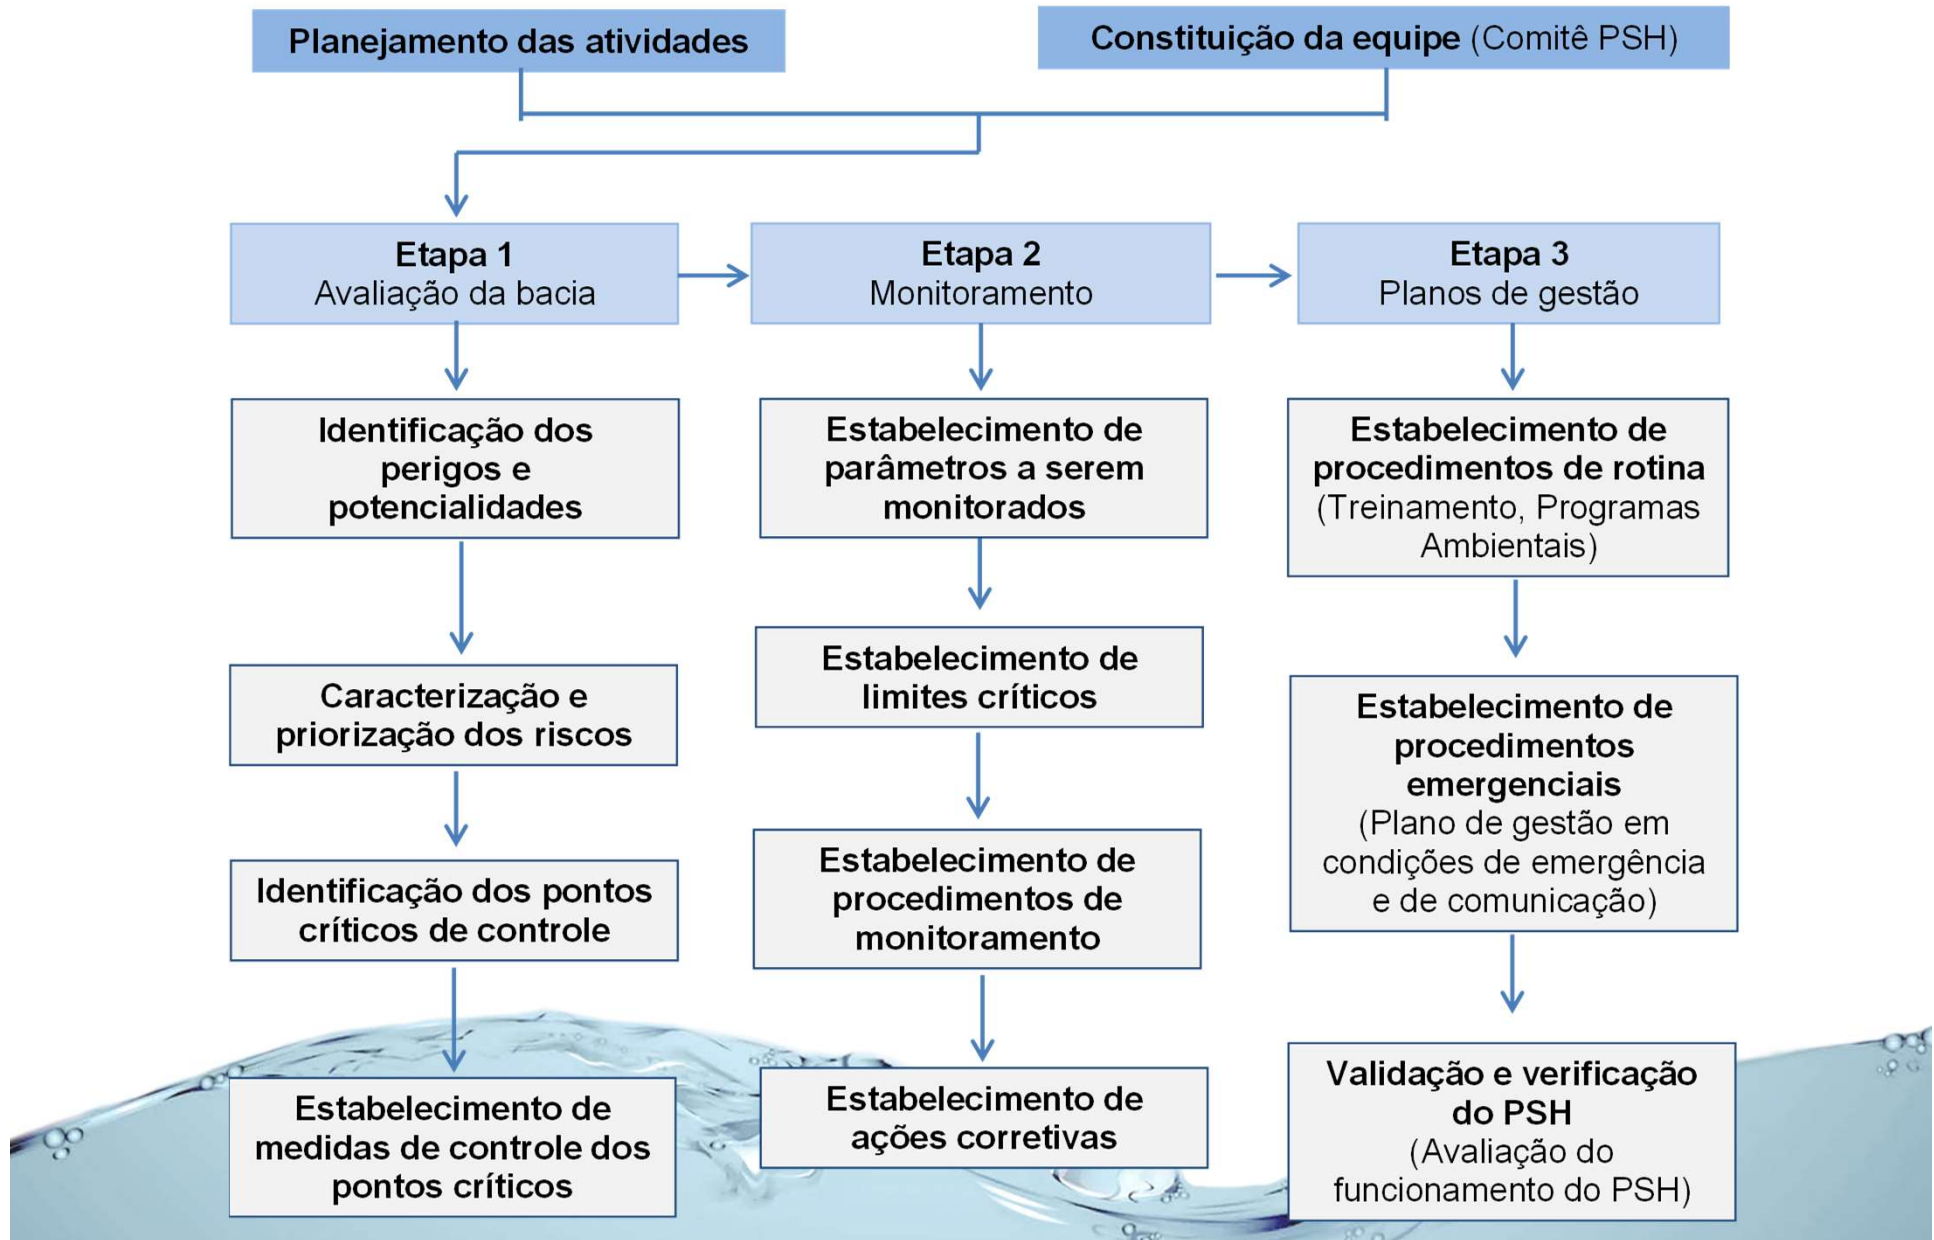 Planejamento das atividades
Constituição da equipe (Comitê PSH)
Etapa 1
Avaliação da bacia
Etapa 2
Monitoramento
Etapa 3
Planos de gestão
Identificação dos
perigos e
potencialidades
Caracterização e
priorização dos riscos
Identificação dos pontos
críticos de controle
Estabelecimento de
medidas de controle dos
pontos críticos
Estabelecimento de
parâmetros a serem
monitorados
Estabelecimento de
limites críticos
Estabelecimento de
procedimentos de
monitoramento
Estabelecimento de
ações corretivas
Estabelecimento de
procedimentos de rotina
(Treinamento, Programas
Ambientais)
Estabelecimento de
procedimentos
emergenciais
(Plano de gestão em
condições de emergência
e de comunicação)
Validação e verificação
do PSH
(Avaliação do
funcionamento do PSH)